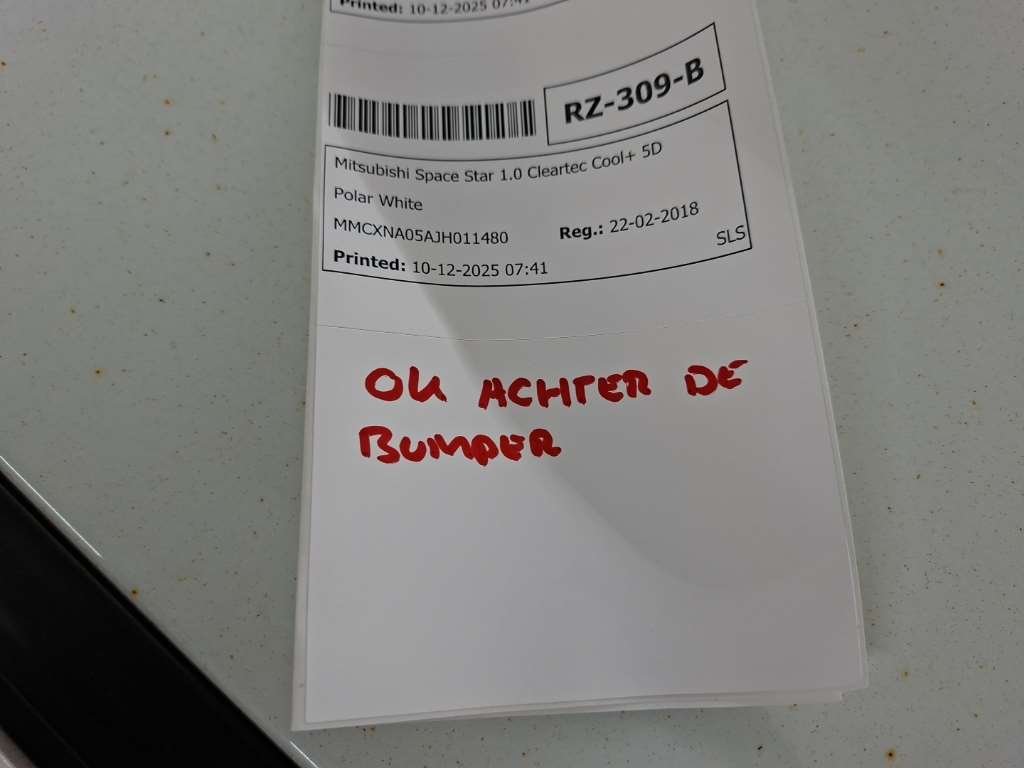 Printed: 10-12-2025 07:41
RZ-309-B
Mitsubishi Space Star 1.0 Cleartec Cool+ 5D
Polar White
MMCXNA05AJH011480 Reg.: 22-02-2018
SLS
Printed: 10-12-2025 07:41
OK ACHTER DE
BUMPER